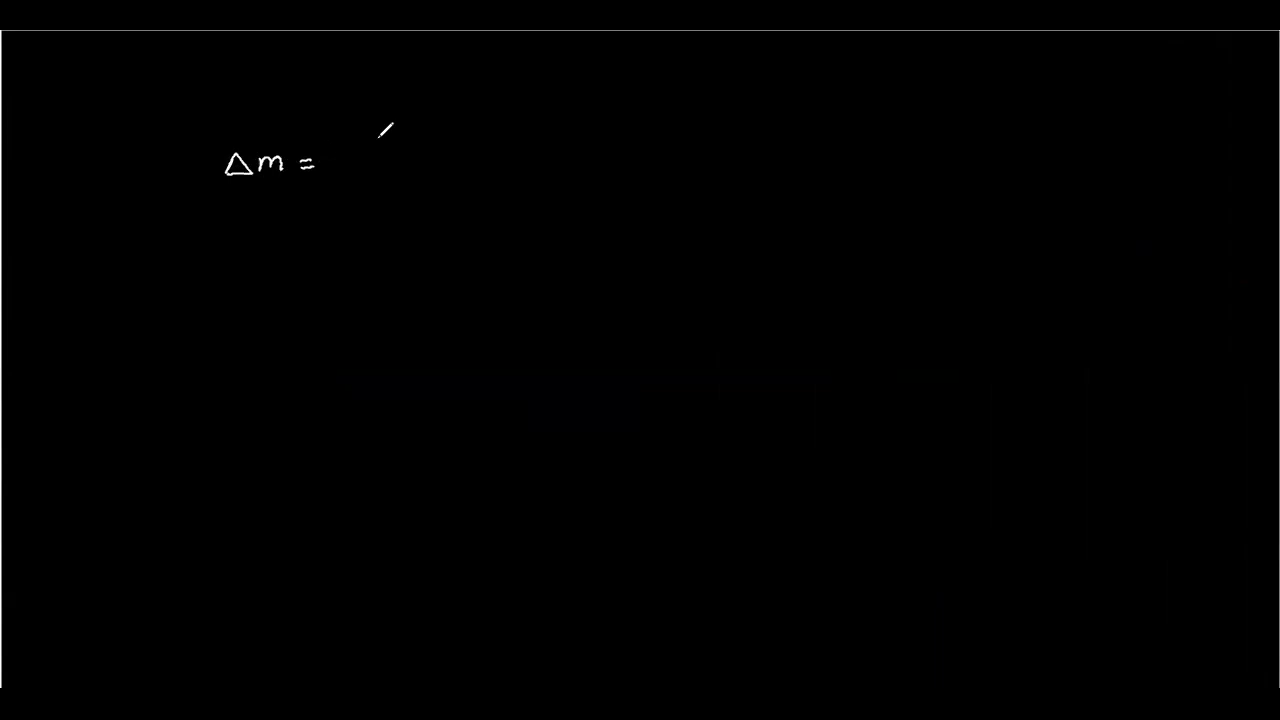 Δm =